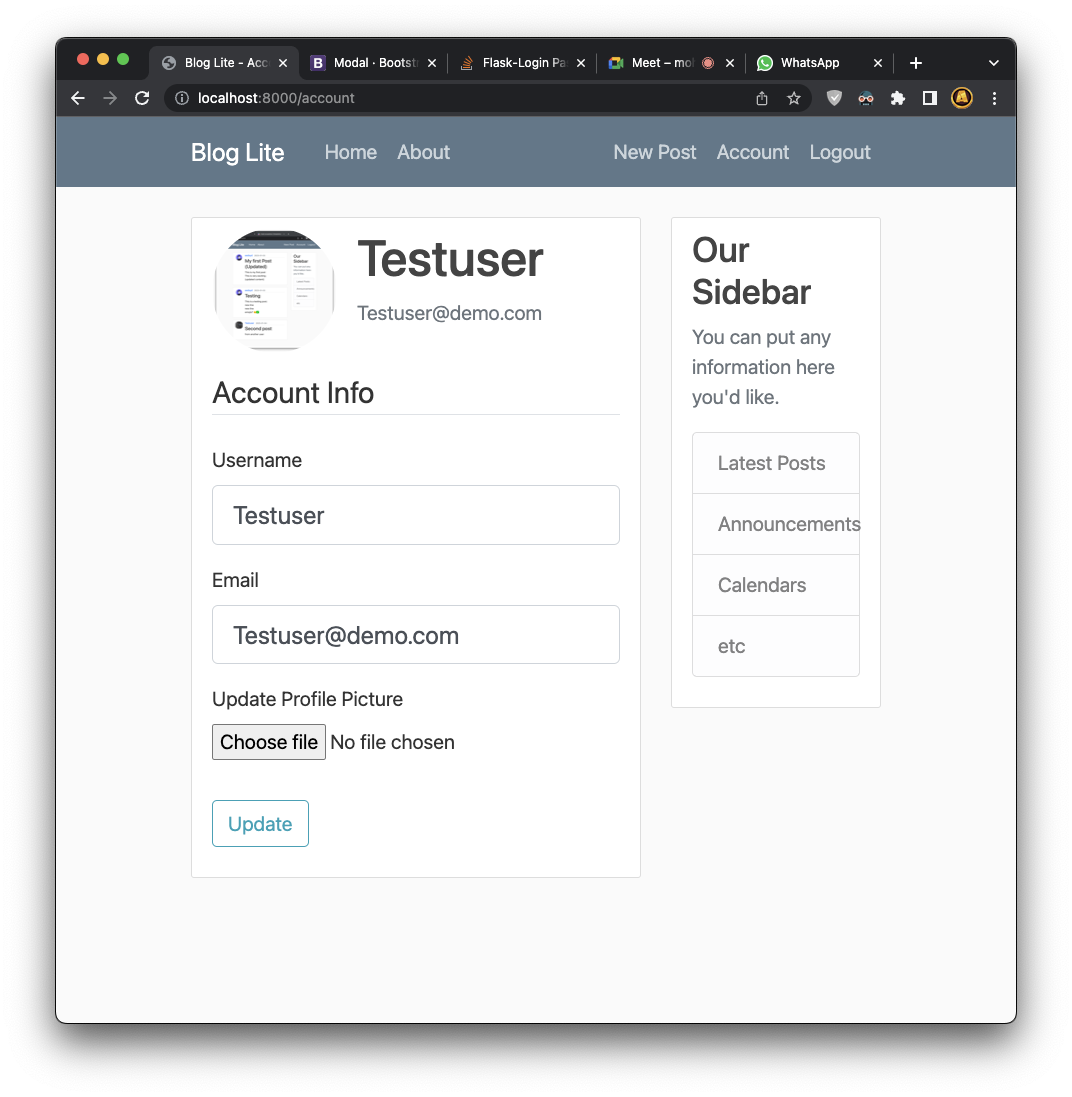 Blog Lite - Acc
Modal · Bootst
Flask-Login Pa
Meet – mo
WhatsApp
localhost:8000/account
Blog Lite
Home
About
New Post
Account
Logout
Testuser
Testuser@demo.com
Account Info
Username
Testuser
Email
Testuser@demo.com
Update Profile Picture
Choose file No file chosen
Update
Our
Sidebar
You can put any
information here
you'd like.
Latest Posts
Announcements
Calendars
etc